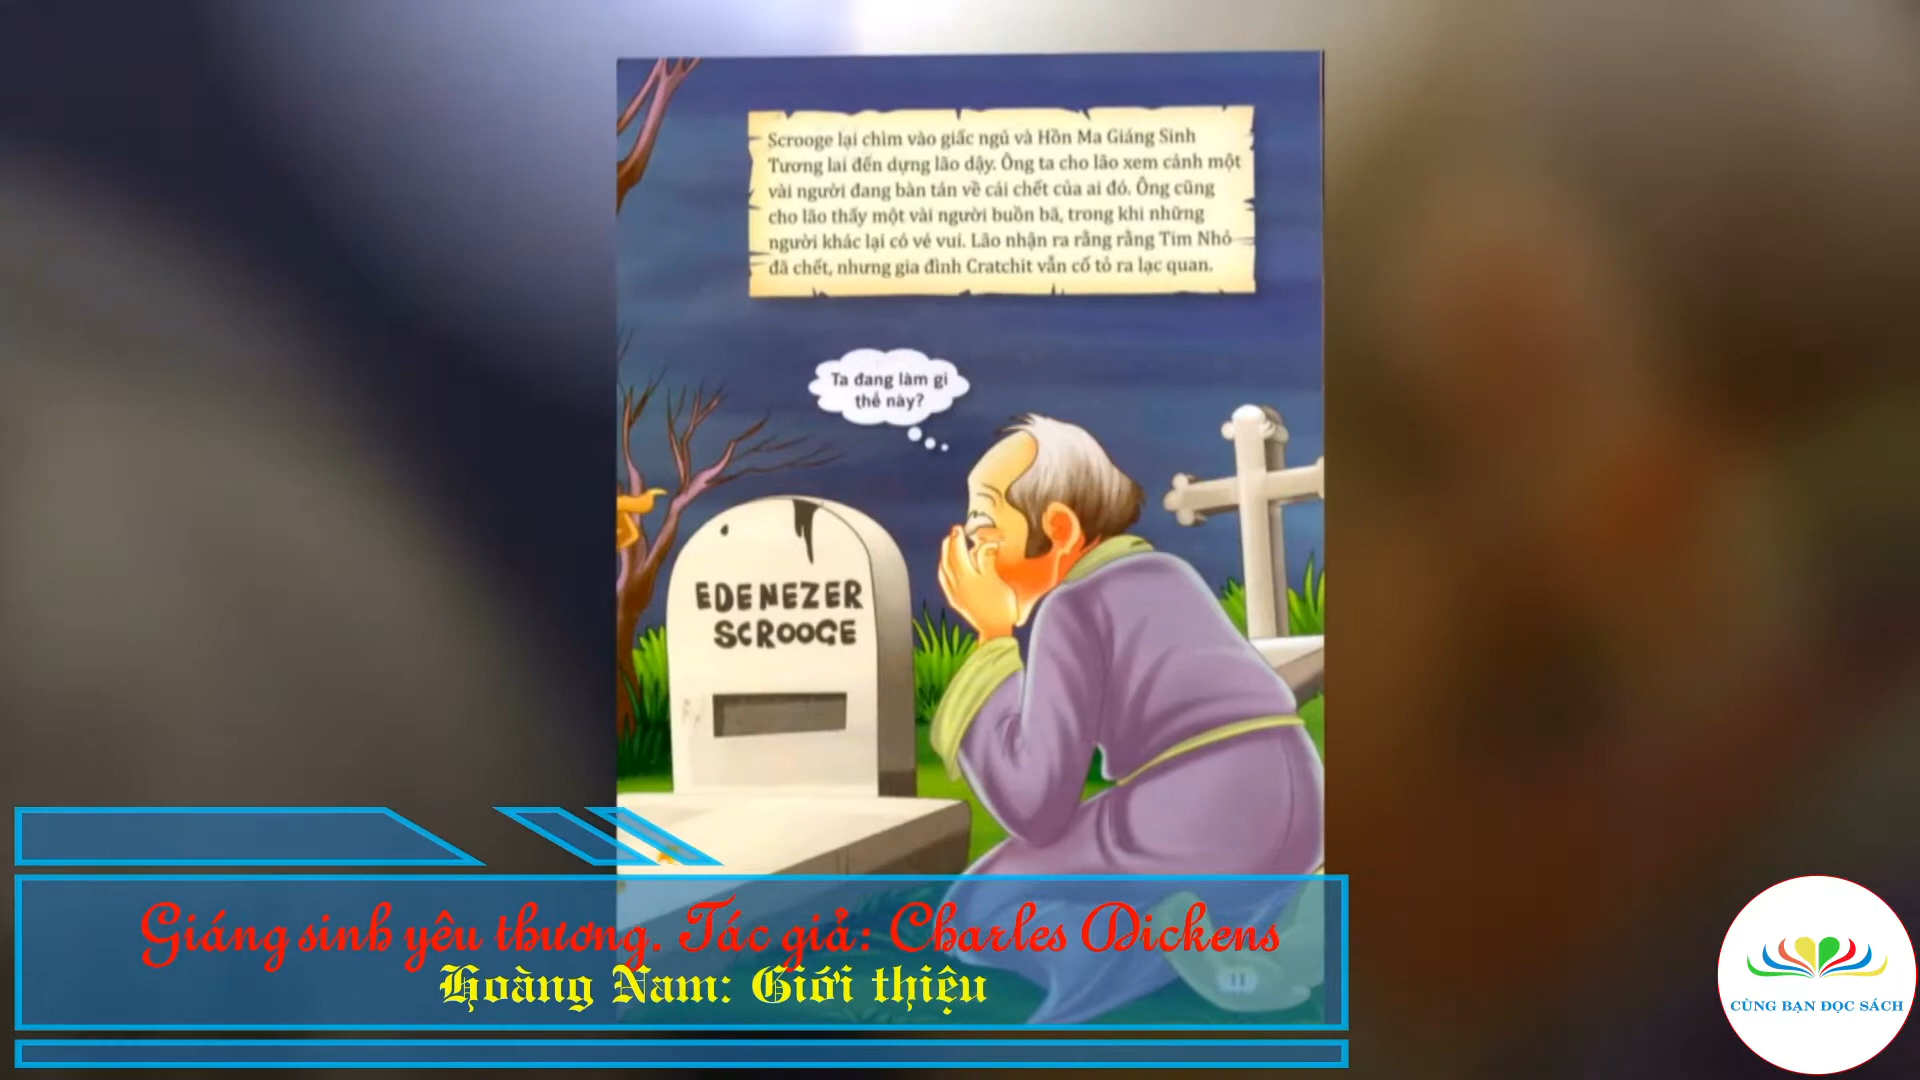 Scrooge lại chìm vào giấc ngủ và Hồn Ma Giáng Sinh
Tương lai đến dựng lão dậy. Ông ta cho lão xem cảnh một
vài người đang bàn tán về cái chết của ai đó. Ông cũng
cho lão thấy một vài người buồn bã, trong khi những
người khác lại có vẻ vui. Lão nhận ra rằng rằng Tim Nhỏ
đã chết, nhưng gia đình Cratchit vẫn cố tỏ ra lạc quan.
Ta đang làm gì
thế này?
EDENEZER
SCROOGE
Giáng sinh yêu thương. Tác giả: Charles Dickens
Hoàng Nam: Giới thiệu
11
CÙNG BẠN ĐỌC SÁCH